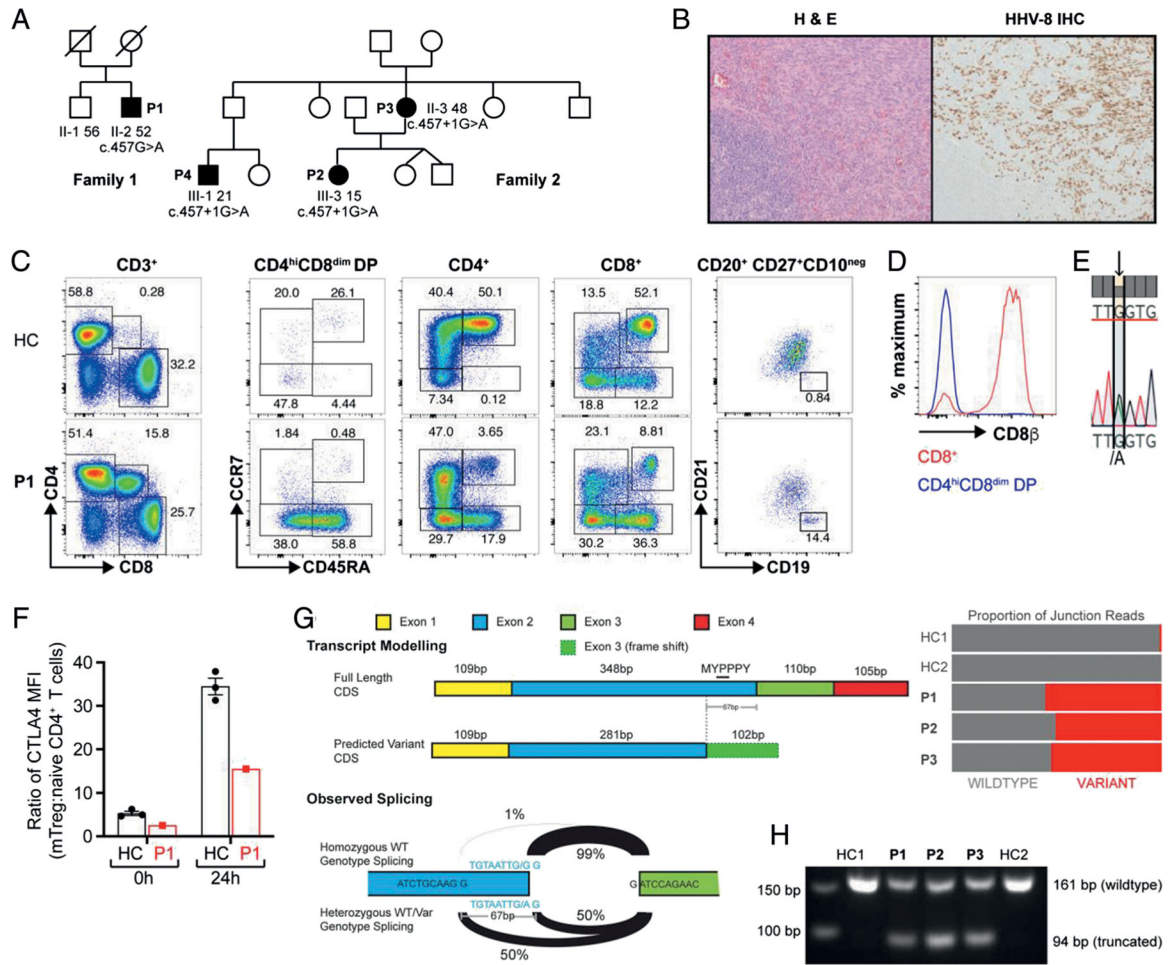 A
P1
II-1 56
II-2 52
c.457G>A
Family 1
P3
II-3 48
c.457+1G>A
P4
III-1 21
c.457+1G>A
P2
III-3 15
c.457+1G>A
Family 2
B
H & E
HHV-8 IHC
C
CD3⁺
CD4ʰⁱCD8ᵈⁱᵐ DP
CD4⁺
CD8⁺
CD20⁺ CD27⁺CD10ⁿᵉᵍ
HC
58.8 0.28
32.2
20.0 26.1
47.8 4.44
40.4 50.1
7.34 0.12
13.5 52.1
18.8 12.2
0.84
P1
51.4 15.8
25.7
1.84 0.48
38.0 58.8
47.0 3.65
29.7 17.9
23.1 8.81
30.2 36.3
14.4
CD4
CD8
CCR7
CD45RA
CD21
CD19
D
% maximum
CD8β
CD8⁺
CD4ʰⁱCD8ᵈⁱᵐ DP
E
TTGGTG
TTGGTG
/A
F
Ratio of CTLA4 MFI
(mTreg:naive CD4⁺ T cells)
40
30
20
10
0
HC P1 HC P1
0h 24h
G
Exon 1
Exon 2
Exon 3
Exon 4
Exon 3 (frame shift)
Transcript Modelling
Full Length
CDS
109bp
348bp
MYPPPY
110bp
105bp
67bp
Predicted Variant
CDS
109bp
281bp
102bp
Observed Splicing
1%
99%
Homozygous WT
Genotype Splicing
TGTAATTG/G G
ATCTGCAAG G
G ATCCAGAAC
TGTAATTG/A G
Heterozygous WT/Var
Genotype Splicing
67bp
50%
50%
Proportion of Junction Reads
HC1
HC2
P1
P2
P3
WILDTYPE VARIANT
H
HC1 P1 P2 P3 HC2
150 bp
100 bp
161 bp (wildtype)
94 bp (truncated)